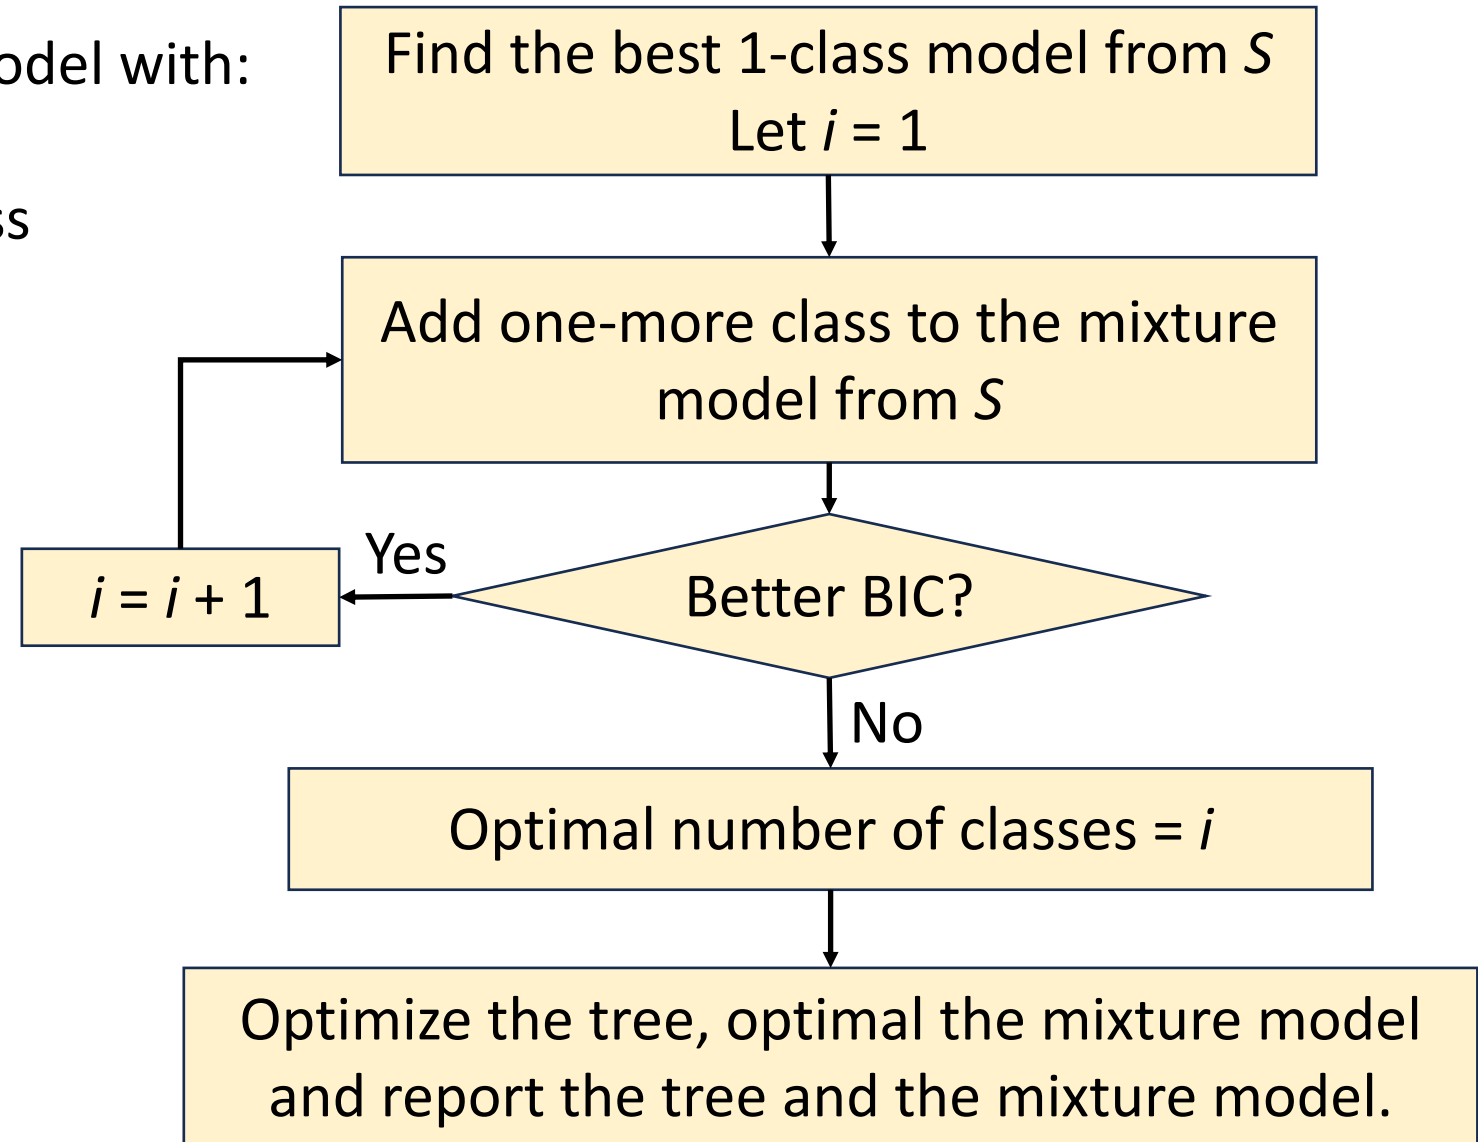 odel with:
ss
Find the best 1-class model from S
Let i = 1
Add one-more class to the mixture
model from S
Yes
i = i + 1
Better BIC?
No
Optimal number of classes = i
Optimize the tree, optimal the mixture model
and report the tree and the mixture model.